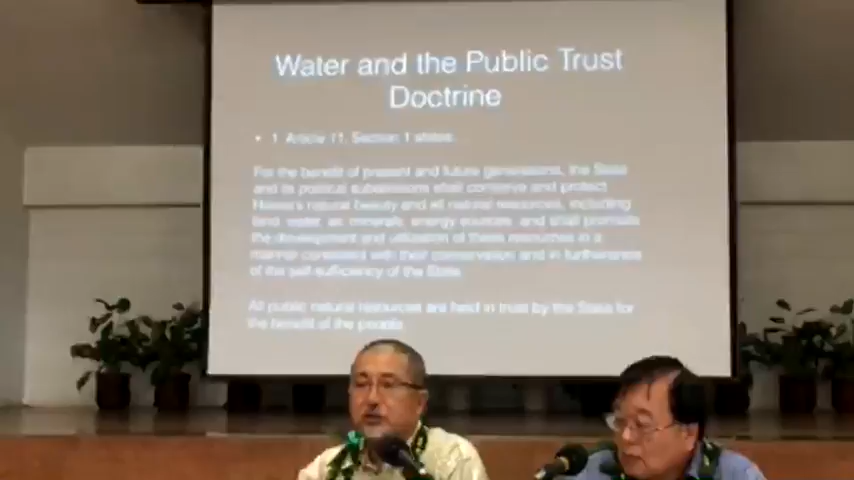 Water and the Public Trust
Doctrine
• 1. Article 11, Section 1 states:
For the benefit of present and future generations, the State
and its political subdivisions shall conserve and protect
Hawaii's natural beauty and all natural resources, including
land, water, air, minerals, energy sources, and shall promote
the development and utilization of these resources in a
manner consistent with their conservation and in furtherance
of the self-sufficiency of the State.
All public natural resources are held in trust by the State for
the benefit of the people.